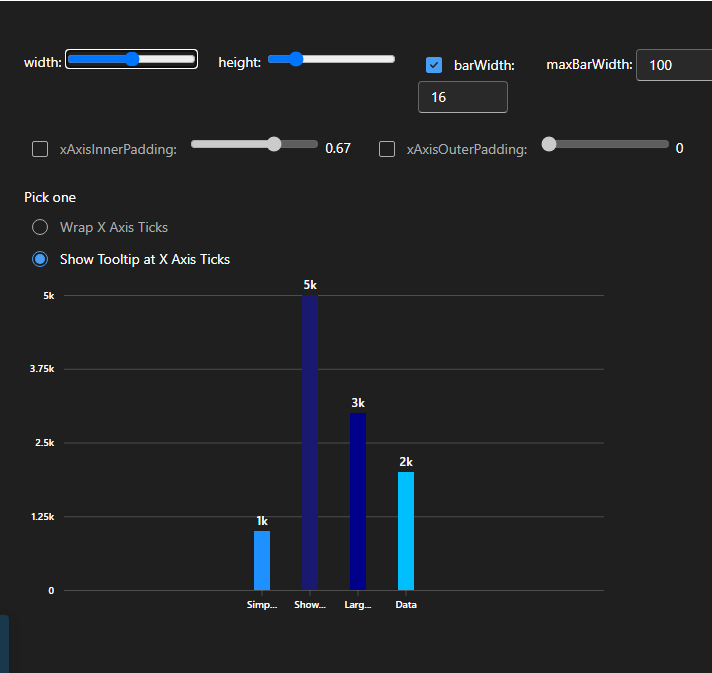 width: height: barWidth: maxBarWidth: 100
16
xAxisInnerPadding: 0.67 xAxisOuterPadding: 0
Pick one
Wrap X Axis Ticks
Show Tooltip at X Axis Ticks
5k
5k
3.75k
3k
2.5k
2k
1.25k
1k
0
Simp... Show... Larg... Data